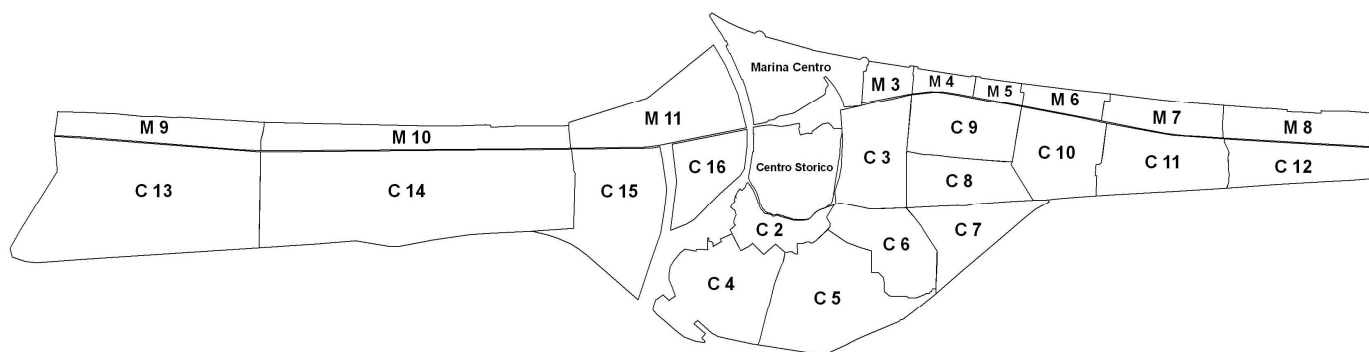 Marina Centro
M 3
M 4
M 5
M 6
M 7
M 8
M 9
M 10
M 11
C 9
C 3
C 10
C 11
C 12
Centro Storico
C 16
C 13
C 14
C 15
C 8
C 2
C 7
C 6
C 4
C 5